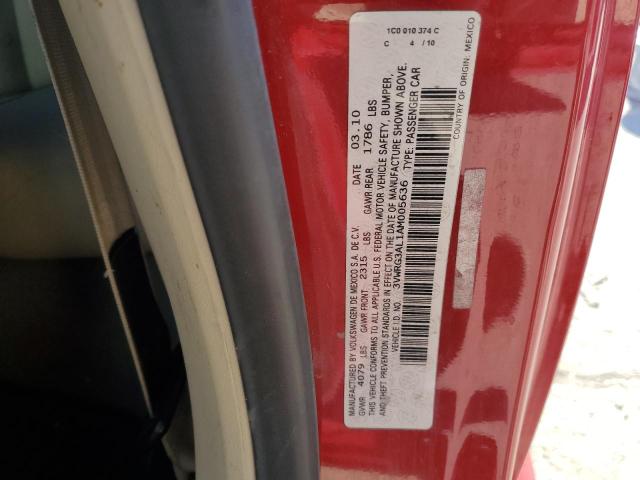 MANUFACTURED BY VOLKSWAGEN DE MEXICO S.A. DE C.V. DATE 03.10
GVWR 4079 LBS GAWR FRONT 2315 LBS GAWR REAR 1786 LBS
THIS VEHICLE CONFORMS TO ALL APPLICABLE U.S. FEDERAL MOTOR VEHICLE SAFETY, BUMPER,
AND THEFT PREVENTION STANDARDS IN EFFECT ON THE DATE OF MANUFACTURE SHOWN ABOVE.
VEHICLE I.D. NO. 3VWRG3AL1AM005636 TYPE: PASSENGER CAR
1C0 010 374 C
C 4 /10
COUNTRY OF ORIGIN: MEXICO